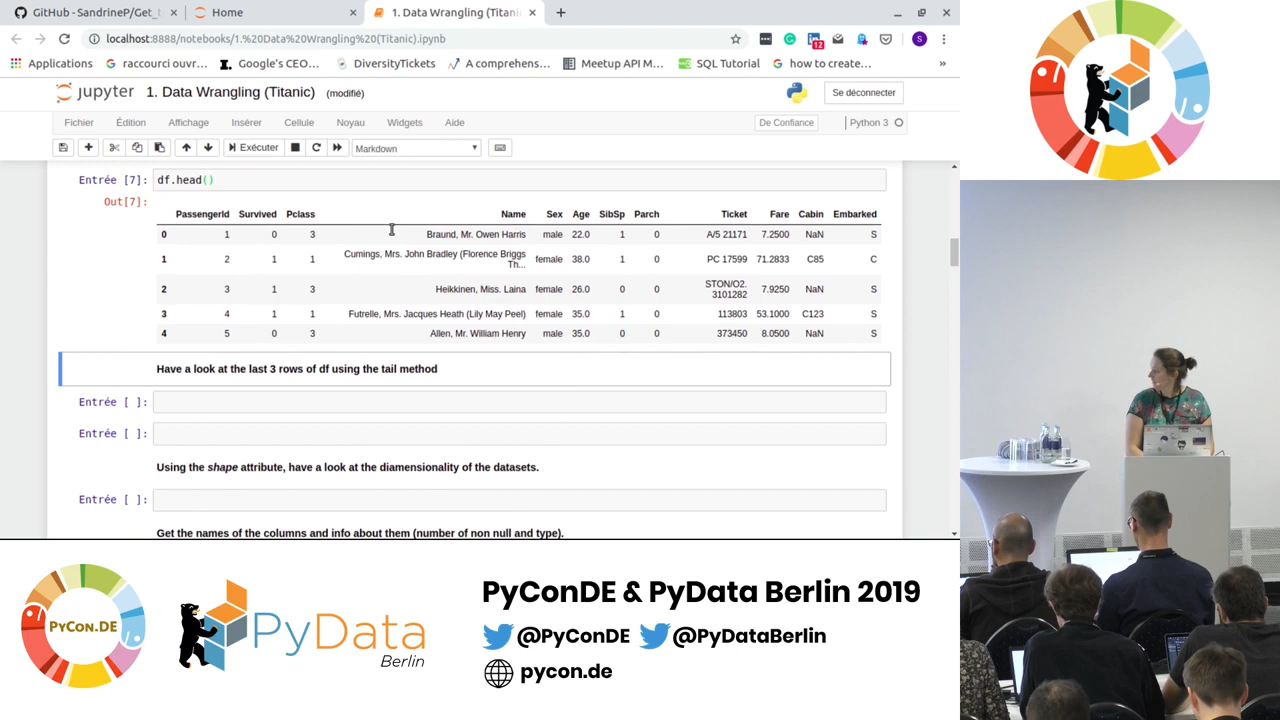 GitHub - SandrineP/Get_t
Home
1. Data Wrangling (Titanic
localhost:8888/notebooks/1.%20Data%20Wrangling%20(Titanic).ipynb
12
S
Applications
raccourci ouvr…
Google's CEO…
DiversityTickets
A comprehens…
Meetup API M…
SQL Tutorial
how to create…
»
jupyter 1. Data Wrangling (Titanic) (modifié)
Se déconnecter
Fichier Édition Affichage Insérer Cellule Noyau Widgets Aide
De Confiance
Python 3
Exécuter
Markdown
Entrée [7]: df.head()
Out[7]:
PassengerId Survived Pclass Name Sex Age SibSp Parch Ticket Fare Cabin Embarked
0 1 0 3 Braund, Mr. Owen Harris male 22.0 1 0 A/5 21171 7.2500 NaN S
1 2 1 1 Cumings, Mrs. John Bradley (Florence Briggs Th... female 38.0 1 0 PC 17599 71.2833 C85 C
2 3 1 3 Heikkinen, Miss. Laina female 26.0 0 0 STON/O2. 3101282 7.9250 NaN S
3 4 1 1 Futrelle, Mrs. Jacques Heath (Lily May Peel) female 35.0 1 0 113803 53.1000 C123 S
4 5 0 3 Allen, Mr. William Henry male 35.0 0 0 373450 8.0500 NaN S
Have a look at the last 3 rows of df using the tail method
Entrée [ ]:
Entrée [ ]:
Using the shape attribute, have a look at the diamensionality of the datasets.
Entrée [ ]:
Get the names of the columns and info about them (number of non null and type).
PyCon.DE
PyData
Berlin
PyConDE & PyData Berlin 2019
@PyConDE @PyDataBerlin
pycon.de